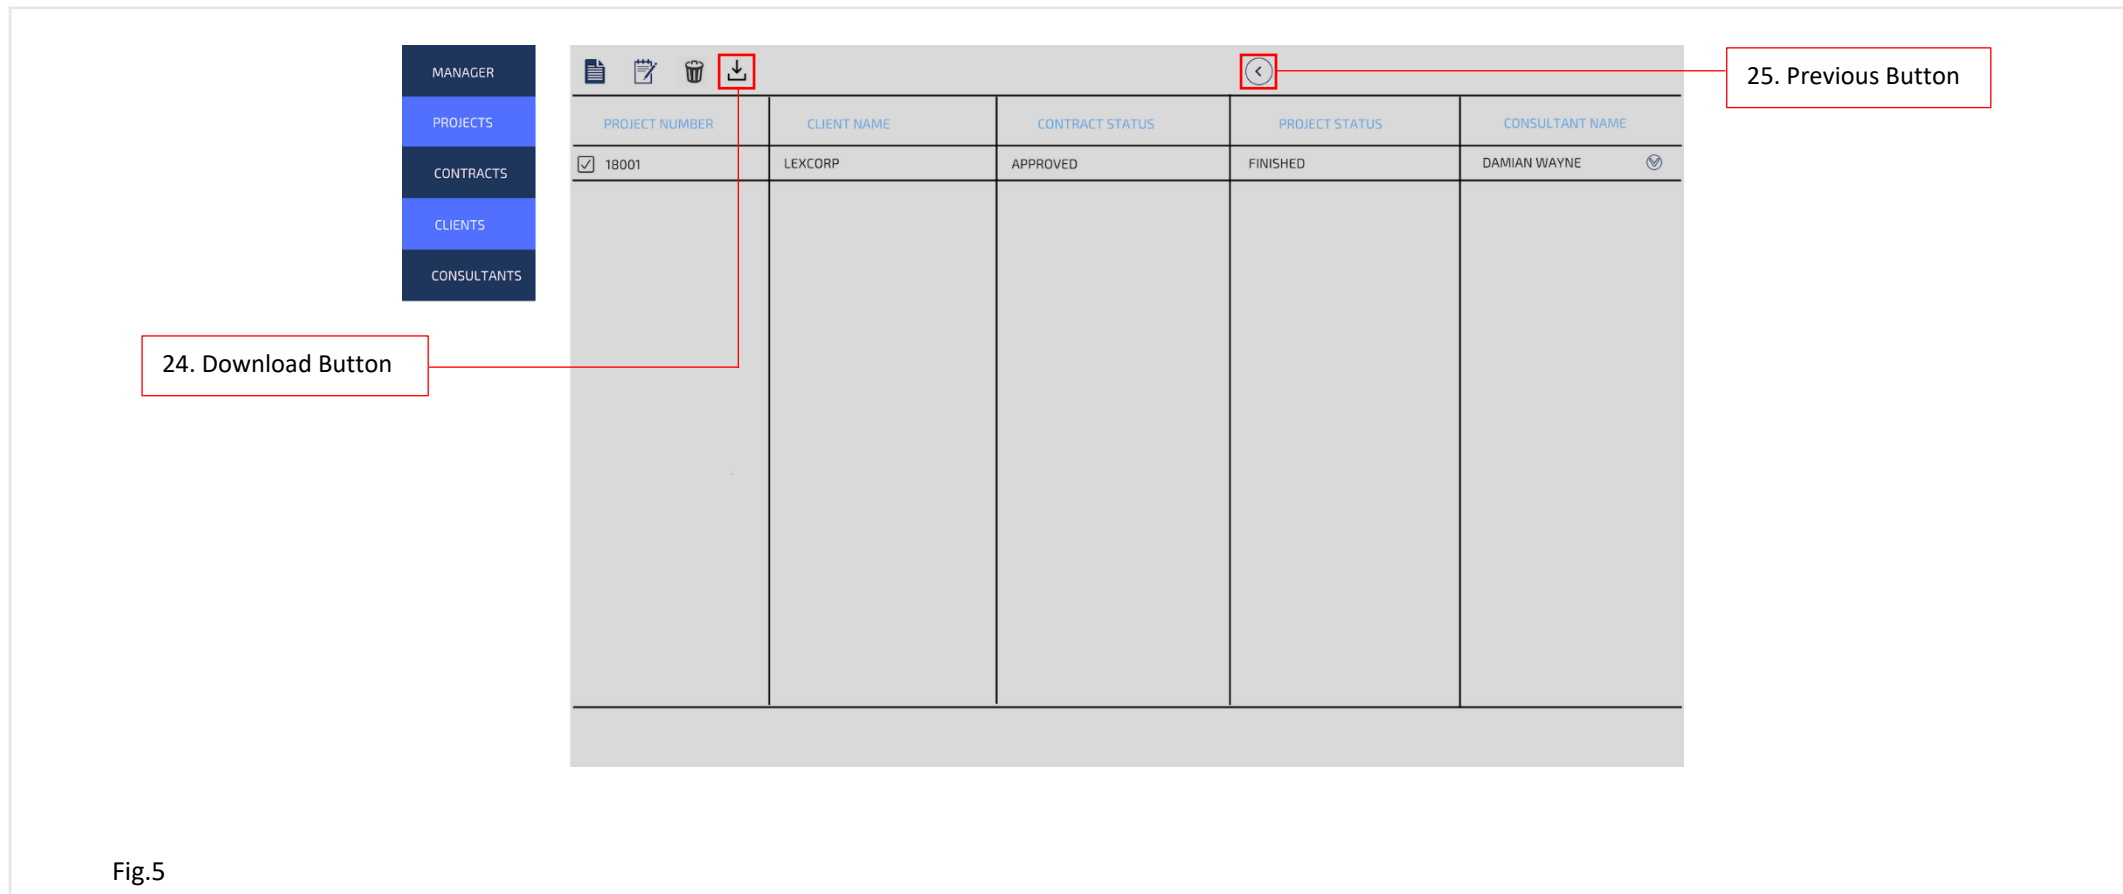 MANAGER
PROJECTS
CONTRACTS
CLIENTS
CONSULTANTS
25. Previous Button
PROJECT NUMBER CLIENT NAME CONTRACT STATUS PROJECT STATUS CONSULTANT NAME
18001 LEXCORP APPROVED FINISHED DAMIAN WAYNE
24. Download Button
Fig.5